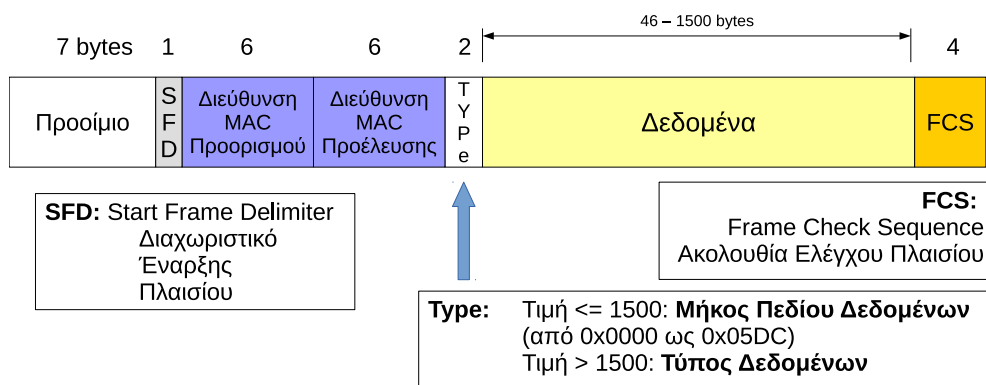 46 – 1500 bytes
7 bytes 1 6 6 2 4
Προοίμιο
S
F
D
Διεύθυνση
MAC
Προορισμού
Διεύθυνση
MAC
Προέλευσης
T
Y
P
e
Δεδομένα
FCS
SFD: Start Frame Delimiter
Διαχωριστικό
Έναρξης
Πλαισίου
FCS:
Frame Check Sequence
Ακολουθία Ελέγχου Πλαισίου
Type: Τιμή <= 1500: Μήκος Πεδίου Δεδομένων
(από 0x0000 ως 0x05DC)
Τιμή > 1500: Τύπος Δεδομένων